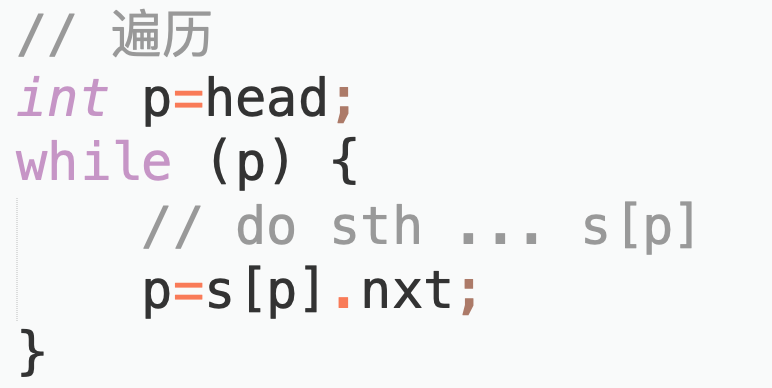 // 遍历
int p=head;
while (p) {
    // do sth ... s[p]
    p=s[p].nxt;
}